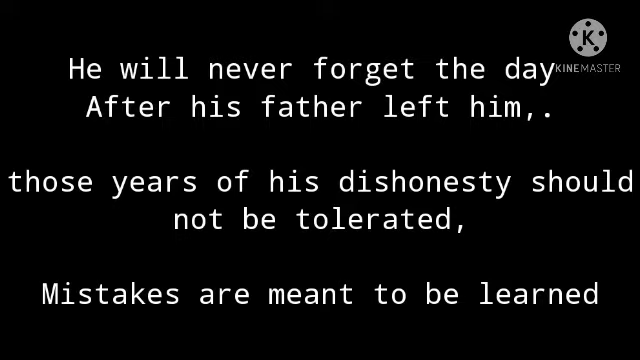 KINEMASTER
He will never forget the day
After his father left him,.
those years of his dishonesty should
not be tolerated,
Mistakes are meant to be learned